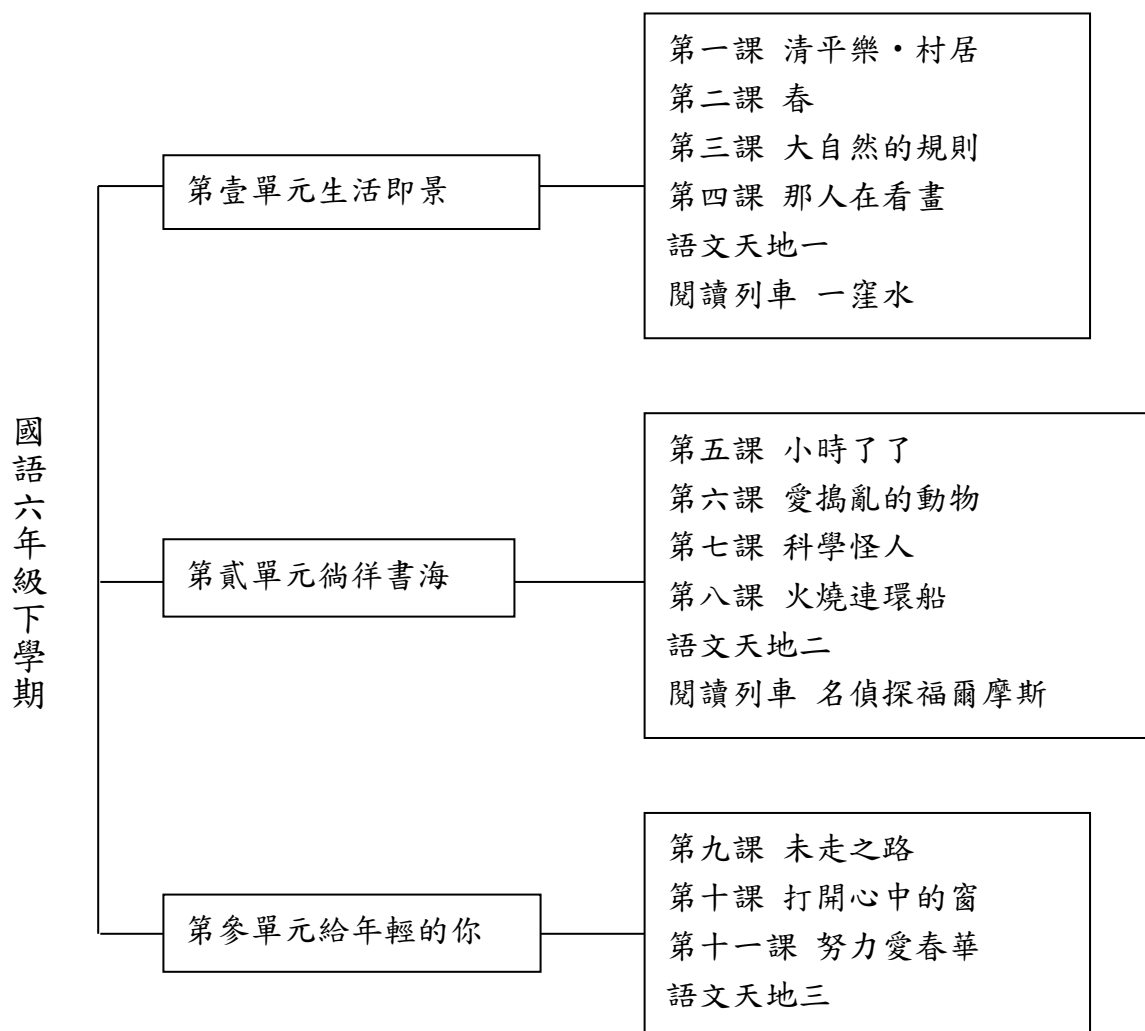 國語六年級下學期
第壹單元生活即景
第一課 清平樂・村居
第二課 春
第三課 大自然的規則
第四課 那人在看畫
語文天地一
閱讀列車 一窪水
第貳單元徜徉書海
第五課 小時了了
第六課 愛搗亂的動物
第七課 科學怪人
第八課 火燒連環船
語文天地二
閱讀列車 名偵探福爾摩斯
第參單元給年輕的你
第九課 未走之路
第十課 打開心中的窗
第十一課 努力愛春華
語文天地三